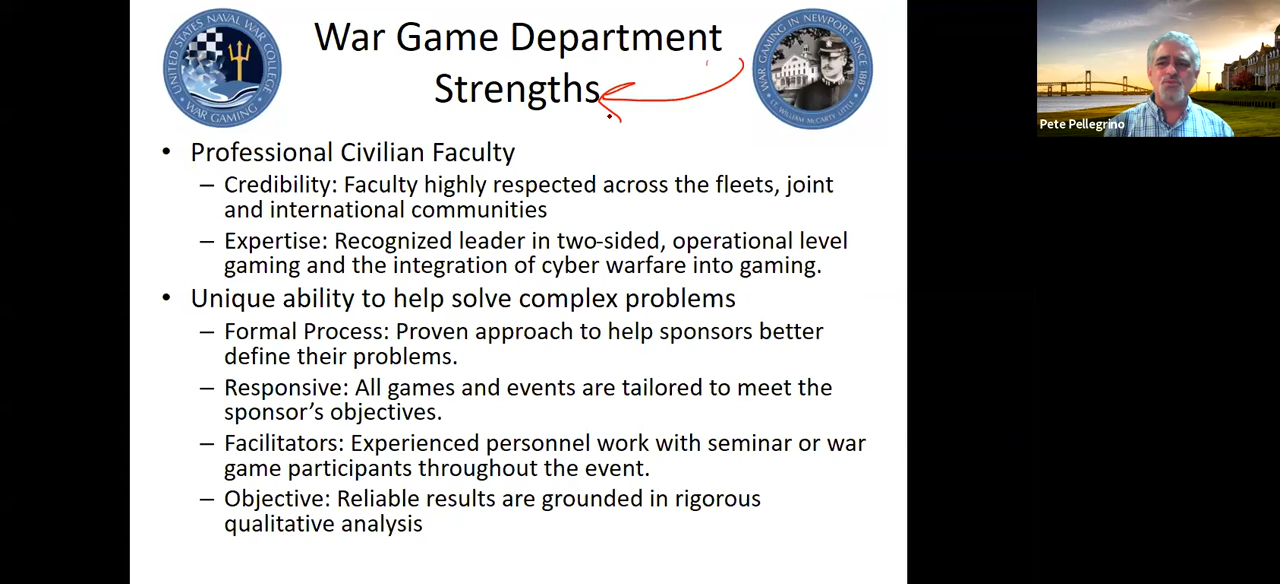 UNITED STATES NAVAL WAR COLLEGE
WAR GAMING
War Game Department
Strengths
WAR GAMING IN NEWPORT SINCE 1887
LT. WILLIAM McCARTY LITTLE
Pete Pellegrino
• Professional Civilian Faculty
– Credibility: Faculty highly respected across the fleets, joint
and international communities
– Expertise: Recognized leader in two-sided, operational level
gaming and the integration of cyber warfare into gaming.
• Unique ability to help solve complex problems
– Formal Process: Proven approach to help sponsors better
define their problems.
– Responsive: All games and events are tailored to meet the
sponsor's objectives.
– Facilitators: Experienced personnel work with seminar or war
game participants throughout the event.
– Objective: Reliable results are grounded in rigorous
qualitative analysis